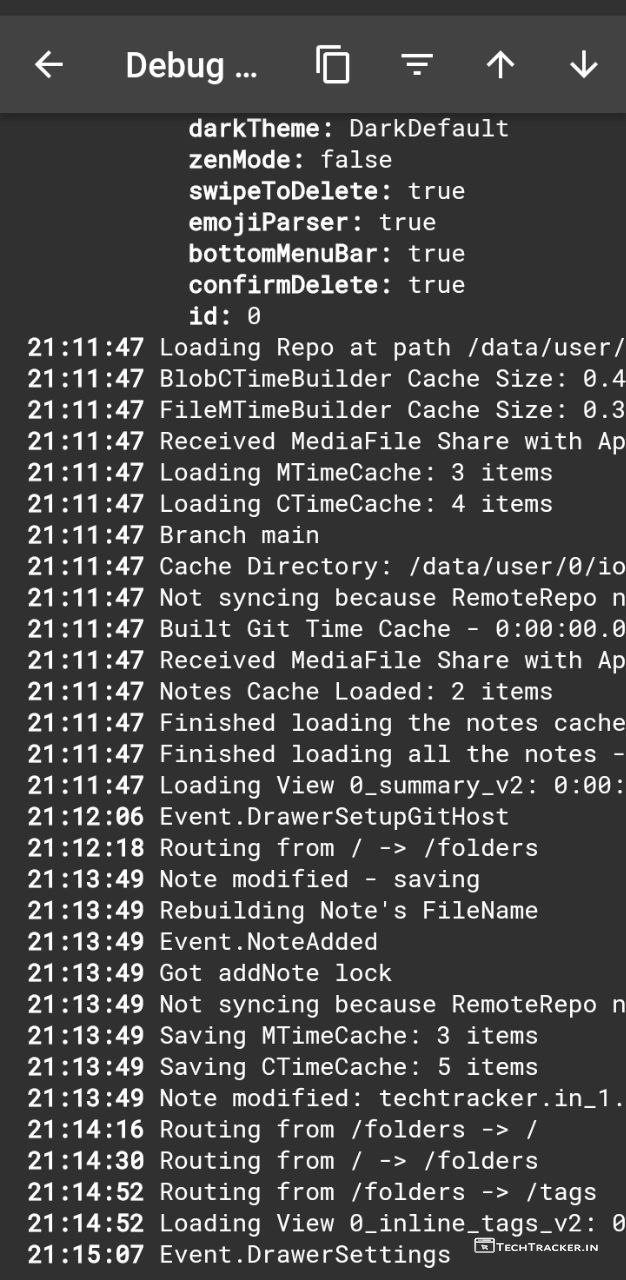 Debug ...
darkTheme: DarkDefault
zenMode: false
swipeToDelete: true
emojiParser: true
bottomMenuBar: true
confirmDelete: true
id: 0
21:11:47 Loading Repo at path /data/user/
21:11:47 BlobCTimeBuilder Cache Size: 0.4
21:11:47 FileMTimeBuilder Cache Size: 0.3
21:11:47 Received MediaFile Share with Ap
21:11:47 Loading MTimeCache: 3 items
21:11:47 Loading CTimeCache: 4 items
21:11:47 Branch main
21:11:47 Cache Directory: /data/user/0/io
21:11:47 Not syncing because RemoteRepo n
21:11:47 Built Git Time Cache - 0:00:00.0
21:11:47 Received MediaFile Share with Ap
21:11:47 Notes Cache Loaded: 2 items
21:11:47 Finished loading the notes cache
21:11:47 Finished loading all the notes -
21:11:47 Loading View 0_summary_v2: 0:00:
21:12:06 Event.DrawerSetupGitHost
21:12:18 Routing from / -> /folders
21:13:49 Note modified - saving
21:13:49 Rebuilding Note's FileName
21:13:49 Event.NoteAdded
21:13:49 Got addNote lock
21:13:49 Not syncing because RemoteRepo n
21:13:49 Saving MTimeCache: 3 items
21:13:49 Saving CTimeCache: 5 items
21:13:49 Note modified: techtracker.in_1.
21:14:16 Routing from /folders -> /
21:14:30 Routing from / -> /folders
21:14:52 Routing from /folders -> /tags
21:14:52 Loading View 0_inline_tags_v2: 0
21:15:07 Event.DrawerSettings
TECHTRACKER.IN